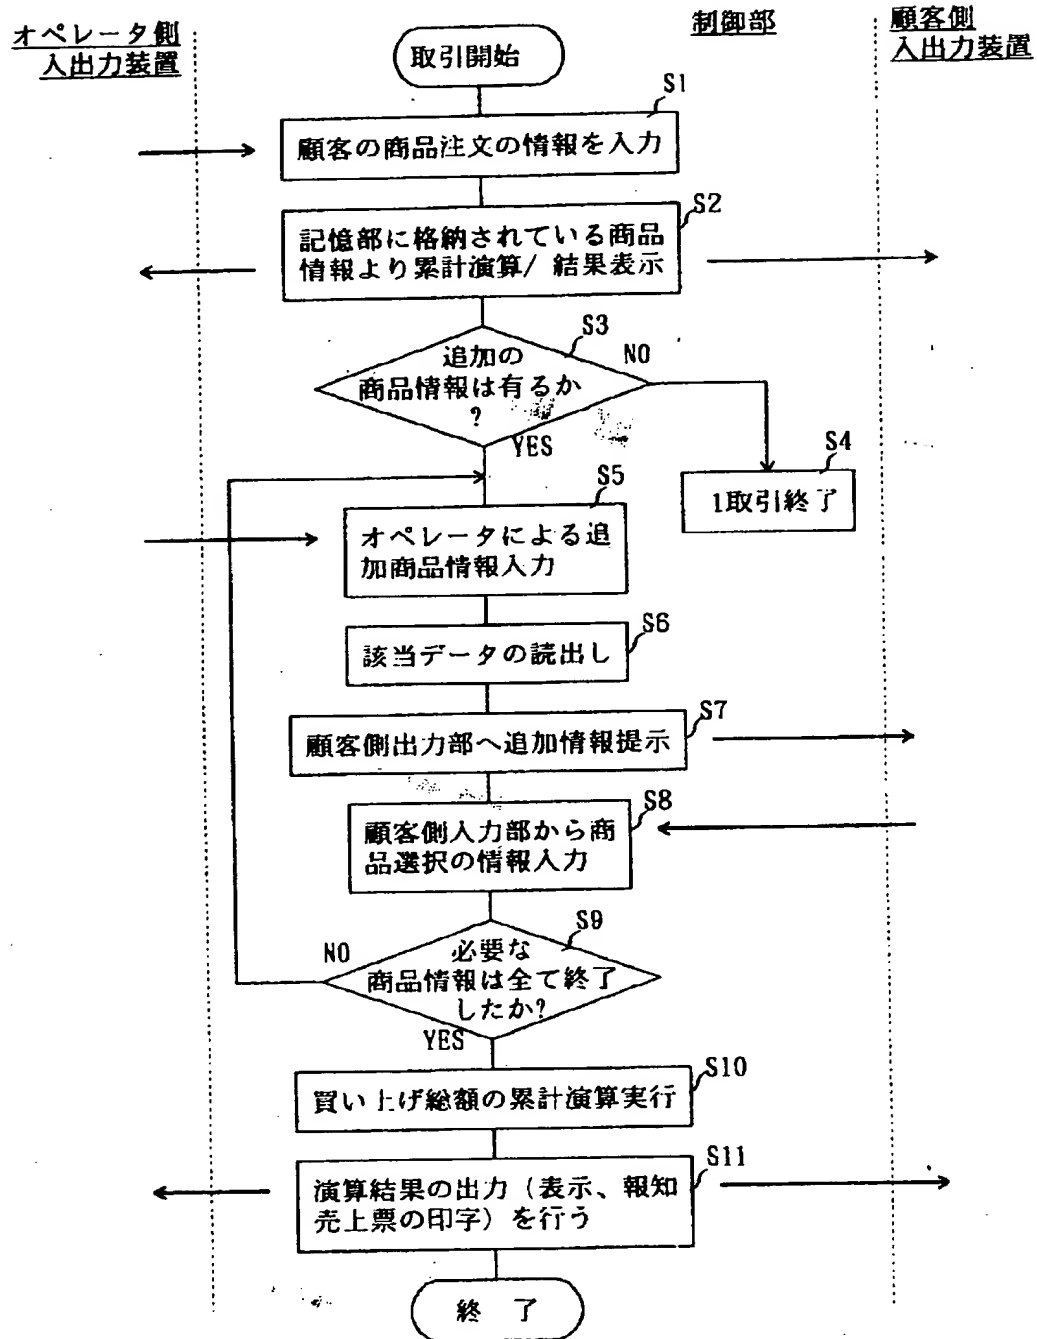 オペレータ側
入出力装置
制御部
顧客側
入出力装置
取引開始
S1
顧客の商品注文の情報を入力
S2
記憶部に格納されている商品
情報より累計演算/ 結果表示
S3
追加の
商品情報は有るか
?
NO
YES
S4
1取引終了
S5
オペレータによる追
加商品情報入力
S6
該当データの読出し
S7
顧客側出力部へ追加情報提示
S8
顧客側入力部から商
品選択の情報入力
S9
必要な
商品情報は全て終了
したか?
NO
YES
S10
買い上げ総額の累計演算実行
S11
演算結果の出力（表示、報知
売上票の印字）を行う
終 了